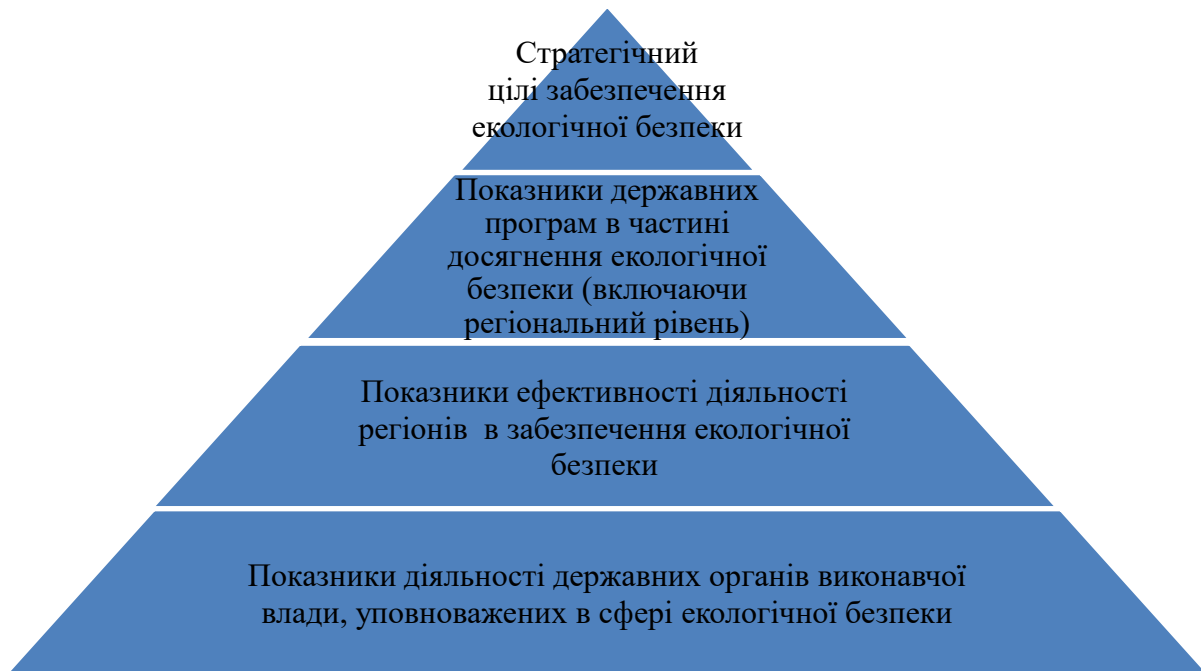 Стратегічний
цілі забезпечення
екологічної безпеки
Показники державних
програм в частині
досягнення екологічної
безпеки (включаючи
регіональний рівень)
Показники ефективності діяльності
регіонів  в забезпечення екологічної
безпеки
Показники діяльності державних органів виконавчої
влади, уповноважених в сфері екологічної безпеки